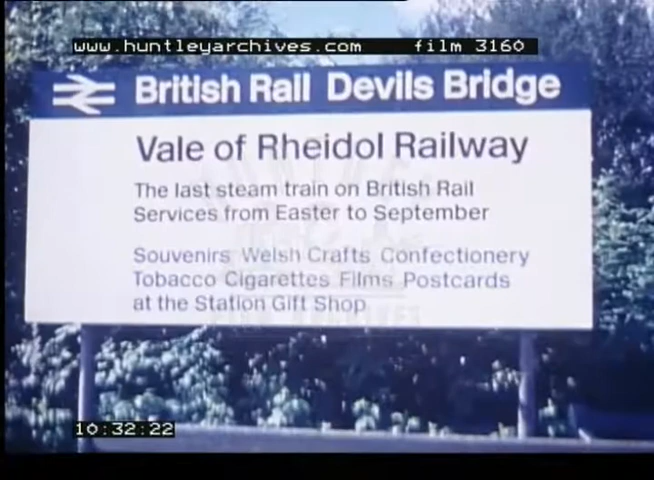 www.huntleyarchives.com film 3160
British Rail Devils Bridge
Vale of Rheidol Railway
The last steam train on British Rail
Services from Easter to September
Souvenirs Welsh Crafts Confectionery
Tobacco Cigarettes Films Postcards
at the Station Gift Shop
10:32:22